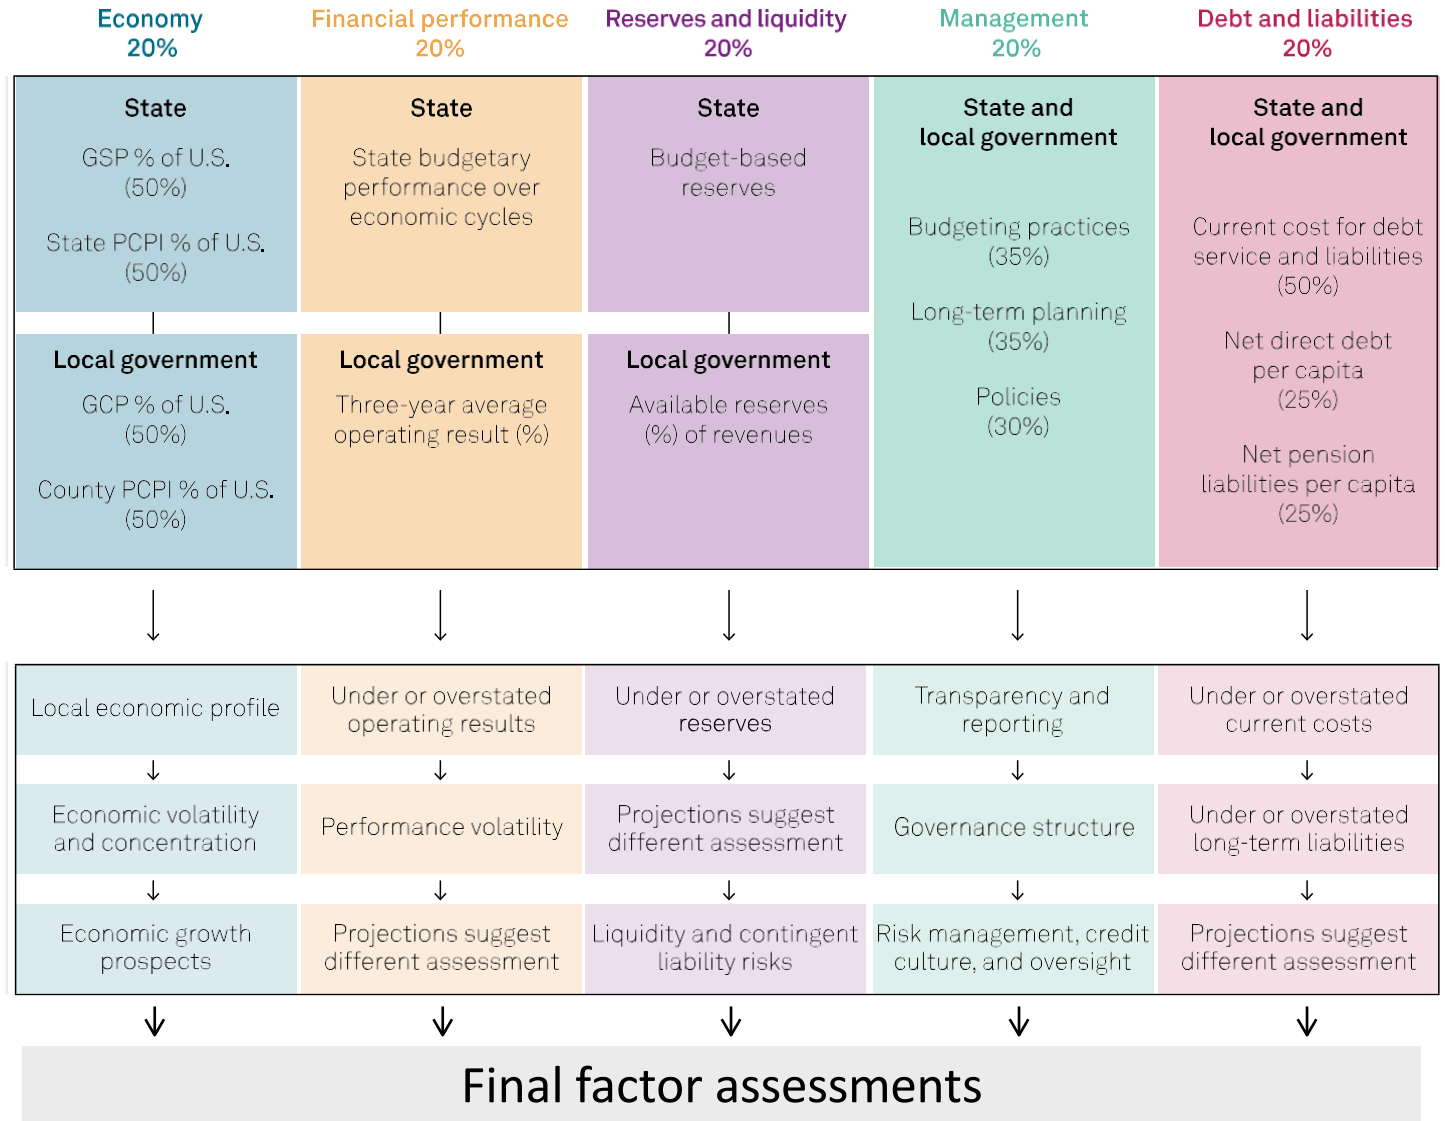 Economy
20%
Financial performance
20%
Reserves and liquidity
20%
Management
20%
Debt and liabilities
20%
State
GSP % of U.S.
(50%)
State PCPI % of U.S.
(50%)
State
State budgetary
performance over
economic cycles
State
Budget-based
reserves
State and
local government
Budgeting practices
(35%)
Long-term planning
(35%)
Policies
(30%)
State and
local government
Current cost for debt
service and liabilities
(50%)
Net direct debt
per capita
(25%)
Net pension
liabilities per capita
(25%)
Local government
GCP % of U.S.
(50%)
County PCPI % of U.S.
(50%)
Local government
Three-year average
operating result (%)
Local government
Available reserves
(%) of revenues
Local economic profile
Under or overstated
operating results
Under or overstated
reserves
Transparency and
reporting
Under or overstated
current costs
Economic volatility
and concentration
Performance volatility
Projections suggest
different assessment
Governance structure
Under or overstated
long-term liabilities
Economic growth
prospects
Projections suggest
different assessment
Liquidity and contingent
liability risks
Risk management, credit
culture, and oversight
Projections suggest
different assessment
Final factor assessments